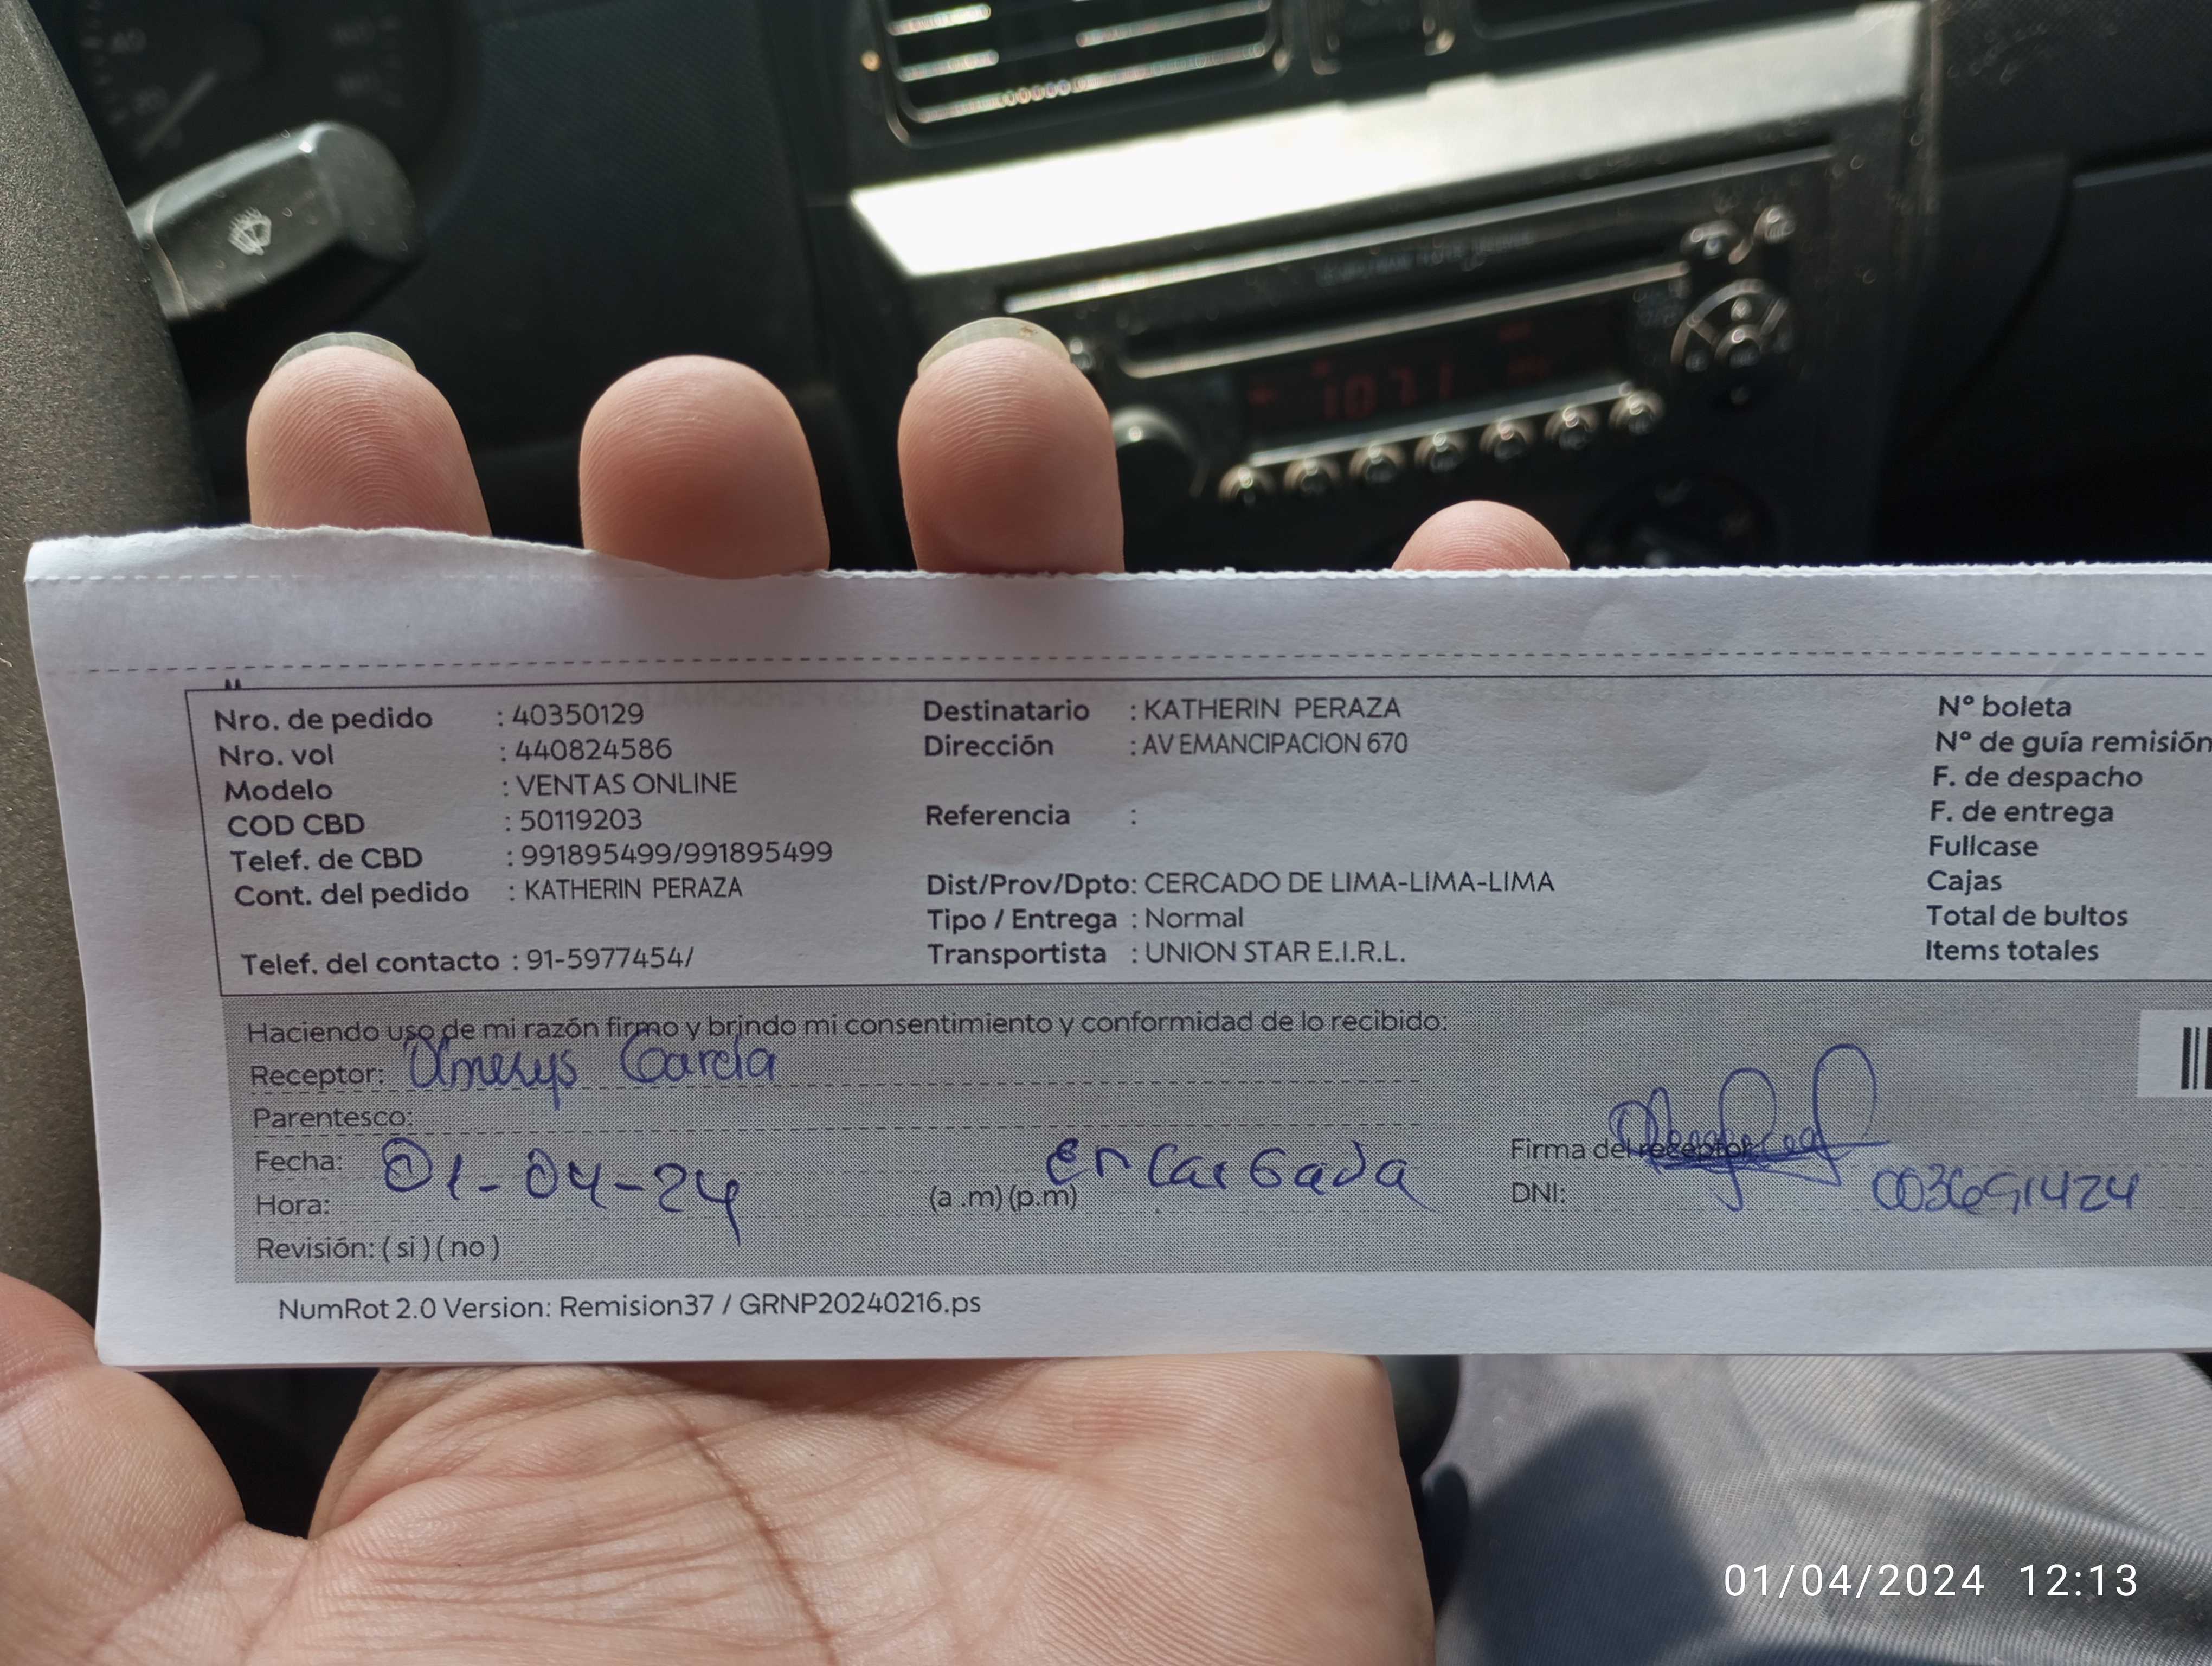 1071
Nro. de pedido : 40350129
Nro. vol : 440824586
Modelo : VENTAS ONLINE
COD CBD : 50119203
Telef. de CBD : 991895499/991895499
Cont. del pedido : KATHERIN PERAZA
Telef. del contacto : 91-5977454/
Destinatario : KATHERIN PERAZA
Dirección : AV EMANCIPACION 670
Referencia :
Dist/Prov/Dpto: CERCADO DE LIMA-LIMA-LIMA
Tipo / Entrega : Normal
Transportista : UNION STAR E.I.R.L.
N° boleta
N° de guía remisión
F. de despacho
F. de entrega
Fullcase
Cajas
Total de bultos
Items totales
Haciendo uso de mi razón firmo y brindo mi consentimiento y conformidad de lo recibido:
Receptor: García
Parentesco:
Fecha: 01-04-24 encargada
Hora: (a .m) (p.m)
Revisión: ( si ) ( no )
Firma del receptor:
DNI: 003691424
NumRot 2.0 Version: Remision37 / GRNP20240216.ps
01/04/2024 12:13